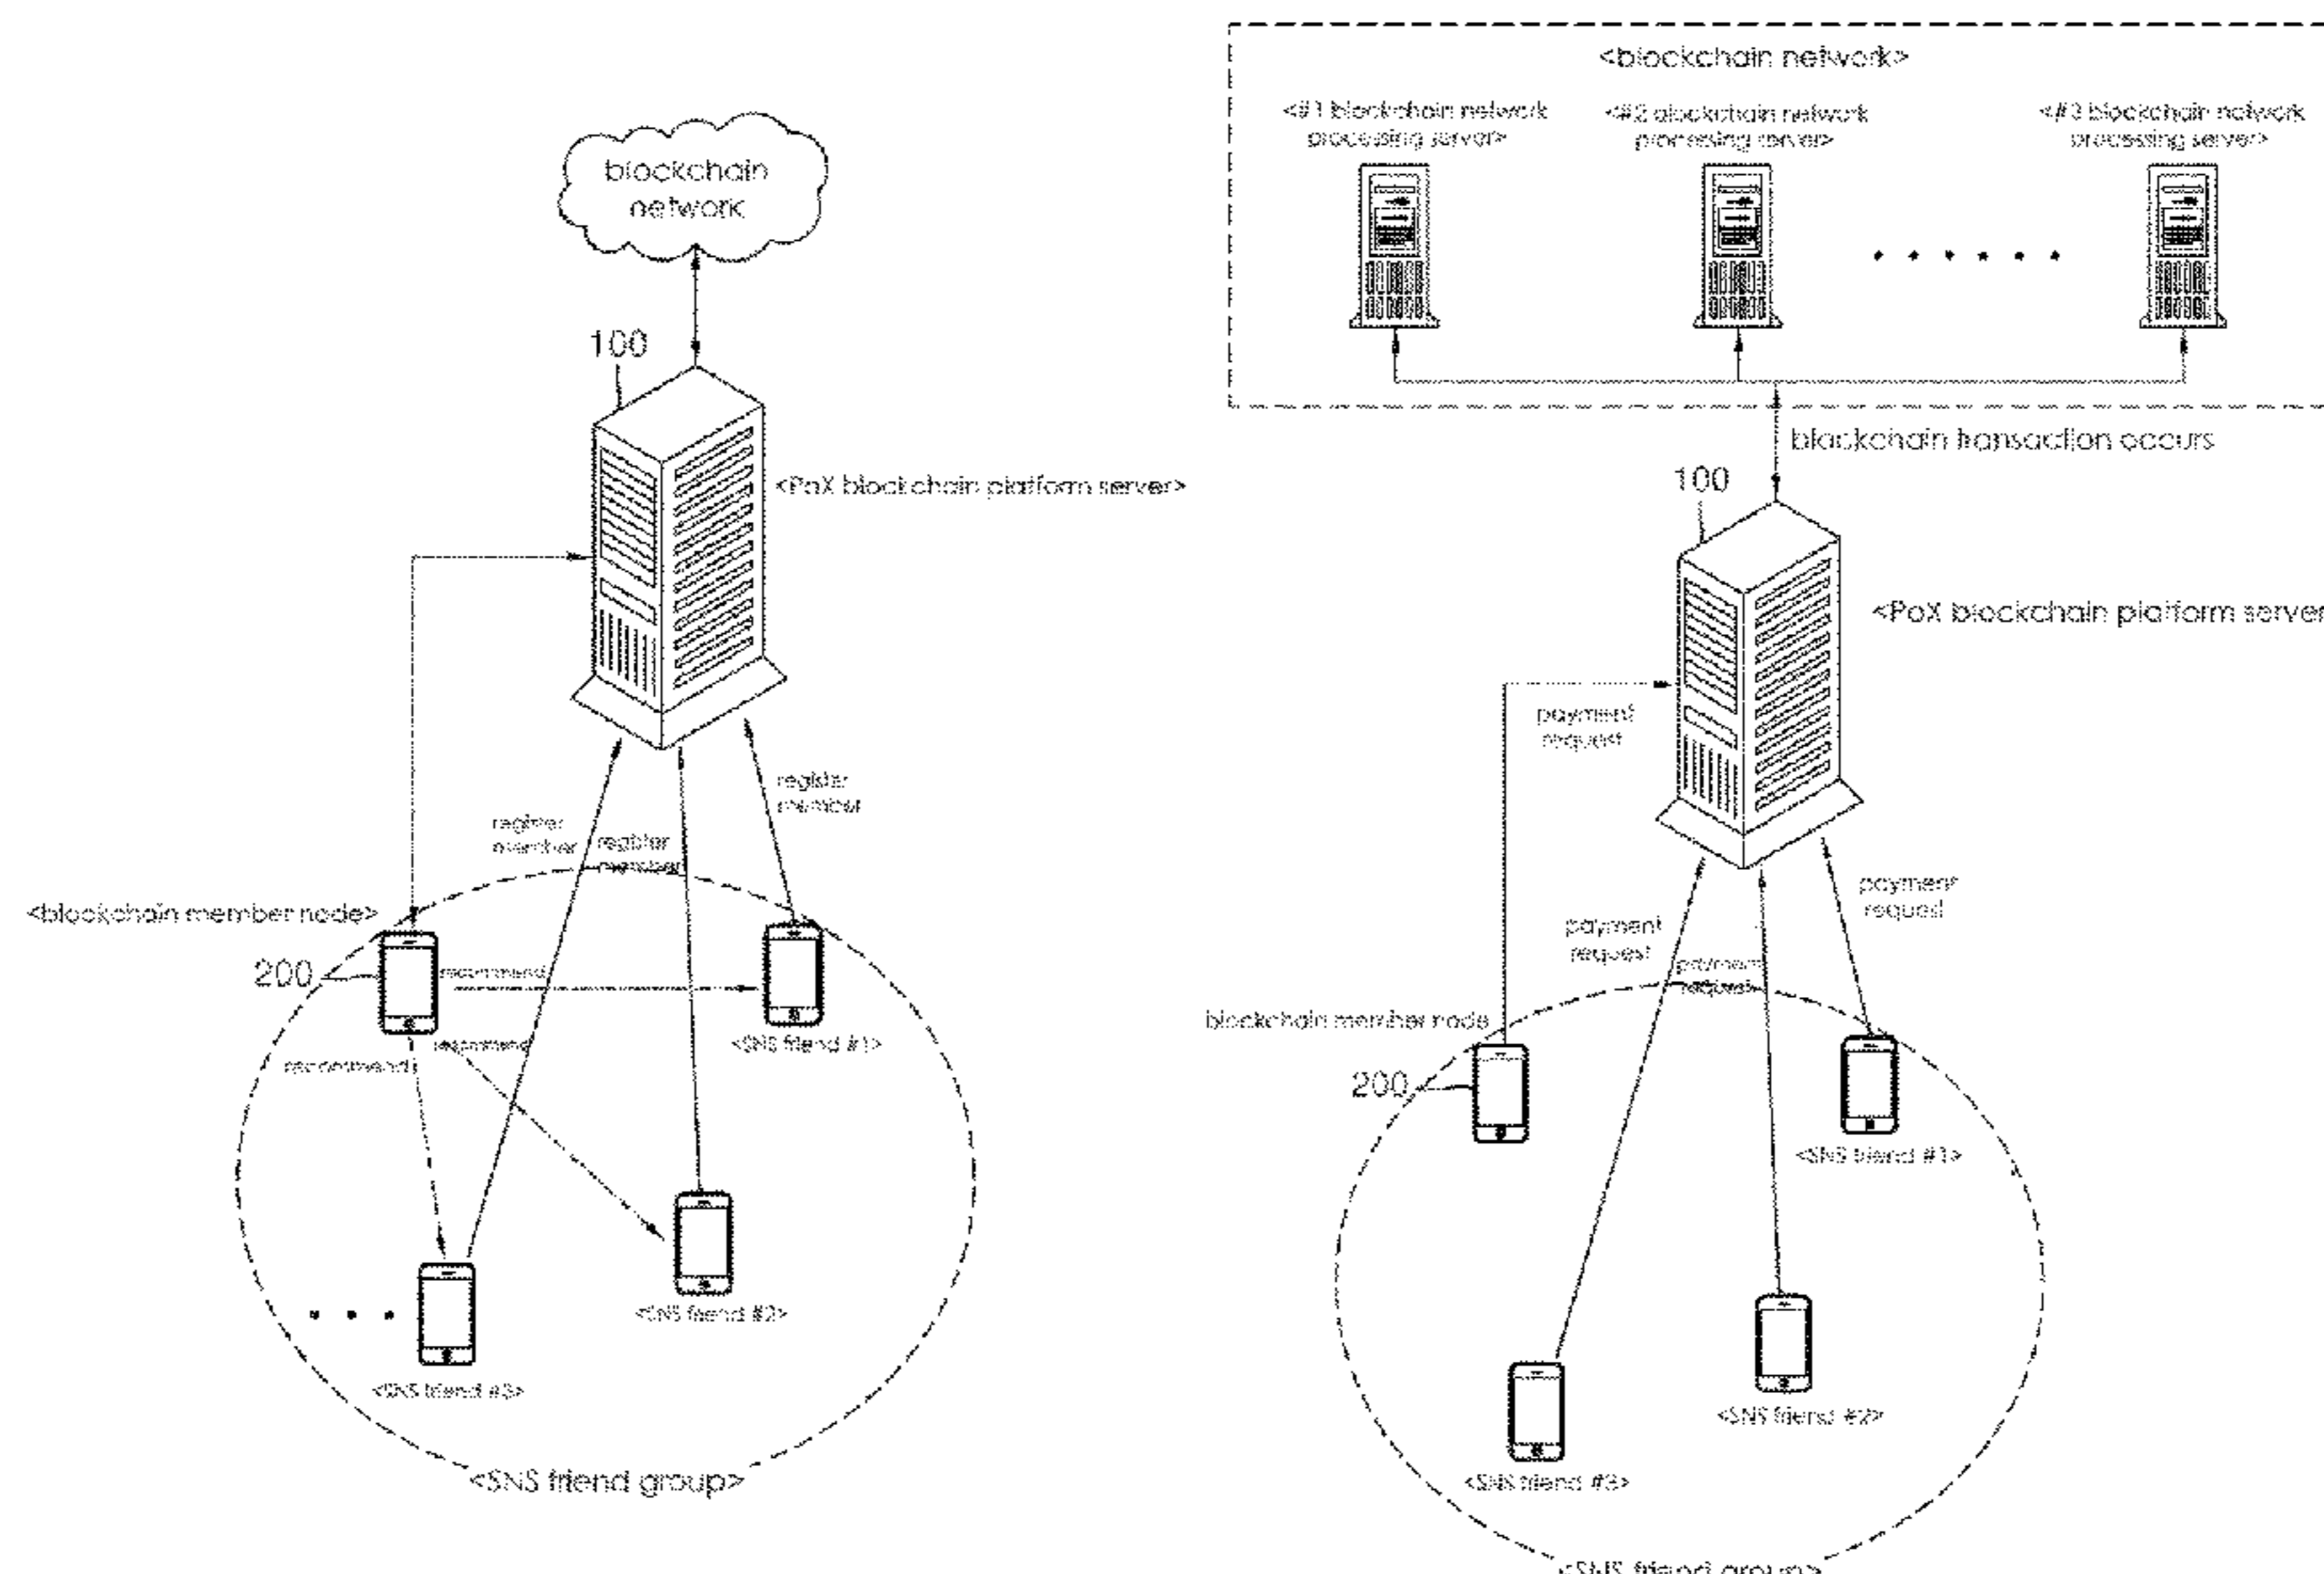 blockchain
network
100
<PoX blockchain platform server>
register
member
register
member
register
member
<blockchain member node>
200
recommend
<SNS friend #1>
recommend
recommend
<SNS friend #2>
<SNS friend #3>
<SNS friend group>
<blockchain network>
<#1 blockchain network
processing server>
<#2 blockchain network
processing server>
<#3 blockchain network
processing server>
blockchain transaction occurs
100
<PoX blockchain platform server
payment
request
payment
request
payment
request
payment
request
blockchain member node
200
<SNS friend #1>
<SNS friend #2>
<SNS friend #3>
<SNS friend group>